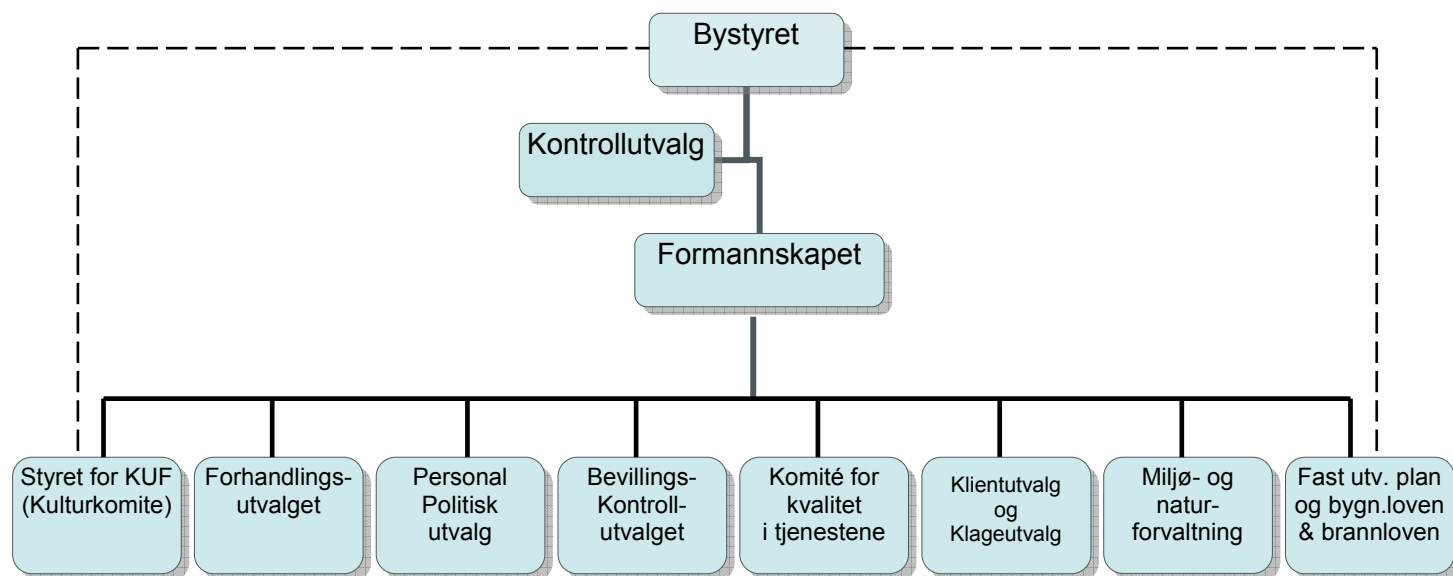 Bystyret
Kontrollutvalg
Formannskapet
Styret for KUF
(Kulturkomite)
Forhandlings-
utvalget
Personal
Politisk
utvalg
Bevillings-
Kontroll-
utvalget
Komité for
kvalitet
i tjenestene
Klientutvalg
og
Klageutvalg
Miljø- og
natur-
forvaltning
Fast utv. plan
og bygn.loven
& brannloven